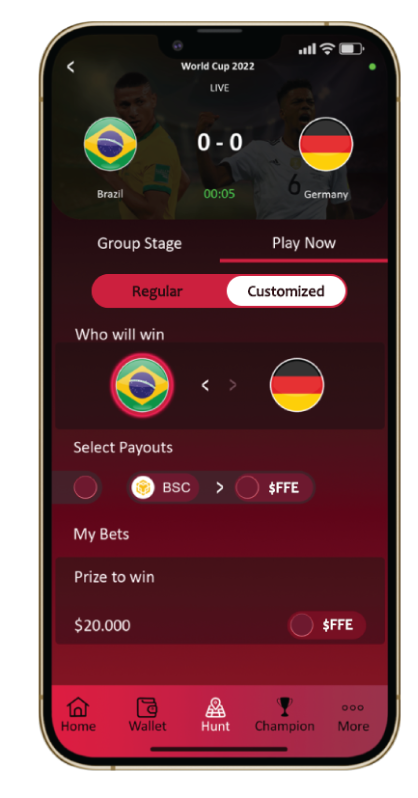 World Cup 2022
LIVE
0 - 0
Brazil
00:05
6
Germany
Group Stage
Play Now
Regular
Customized
Who will win
< >
Select Payouts
BSC > $FFE
My Bets
Prize to win
$20.000
$FFE
Home
Wallet
Hunt
Champion
More